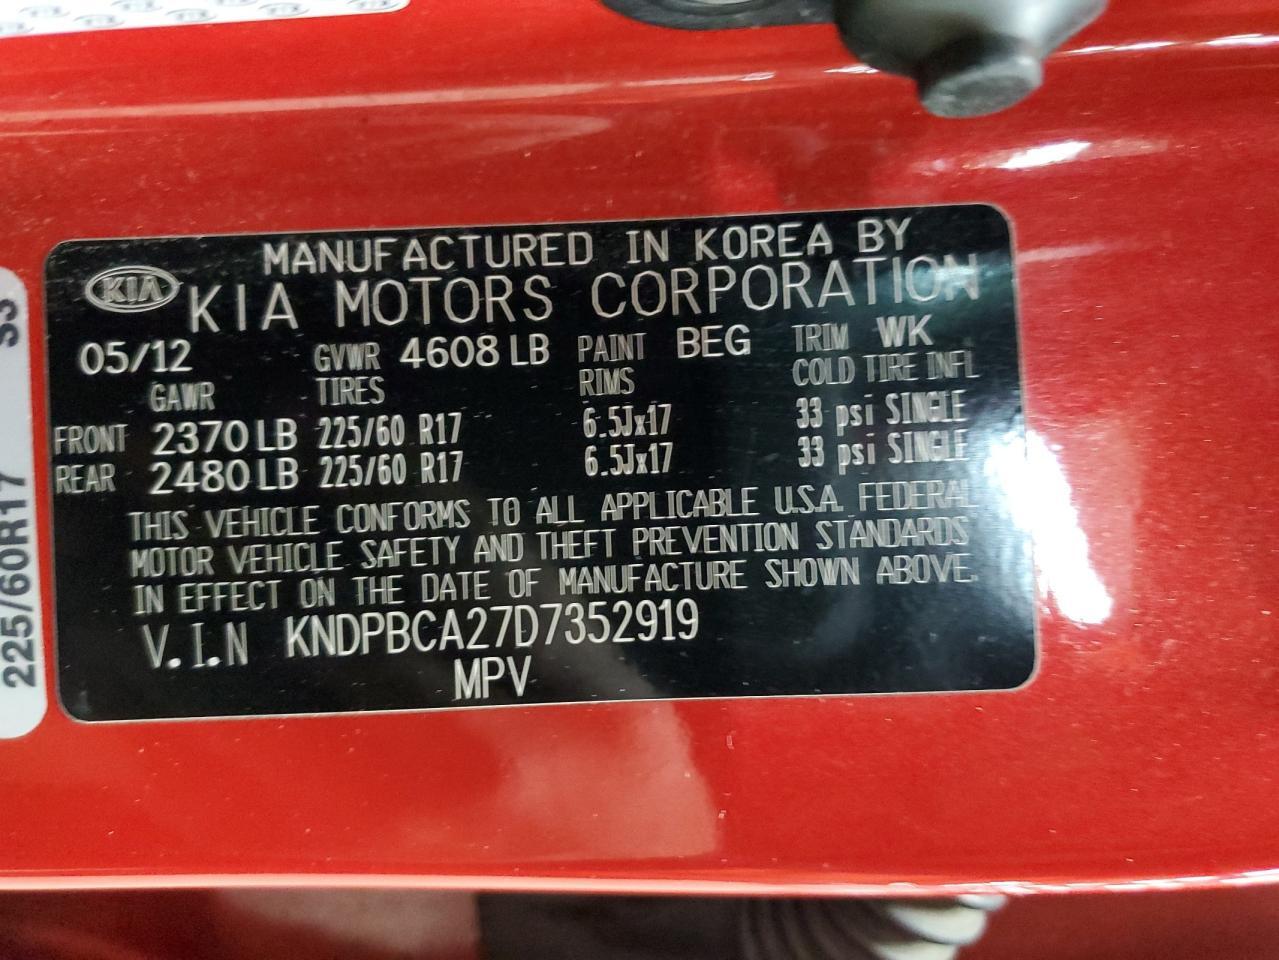 MANUFACTURED IN KOREA BY
KIA KIA MOTORS CORPORATION
05/12 GVWR 4608 LB PAINT BEG TRIM WK
GAWR TIRES RIMS COLD TIRE INFL
FRONT 2370 LB 225/60 R17 6.5Jx17 33 psi SINGLE
REAR 2480 LB 225/60 R17 6.5Jx17 33 psi SINGLE
THIS VEHICLE CONFORMS TO ALL APPLICABLE U.S.A. FEDERAL
MOTOR VEHICLE SAFETY AND THEFT PREVENTION STANDARDS
IN EFFECT ON THE DATE OF MANUFACTURE SHOWN ABOVE.
V.I.N KNDPBCA27D7352919
MPV
225/60R17 33